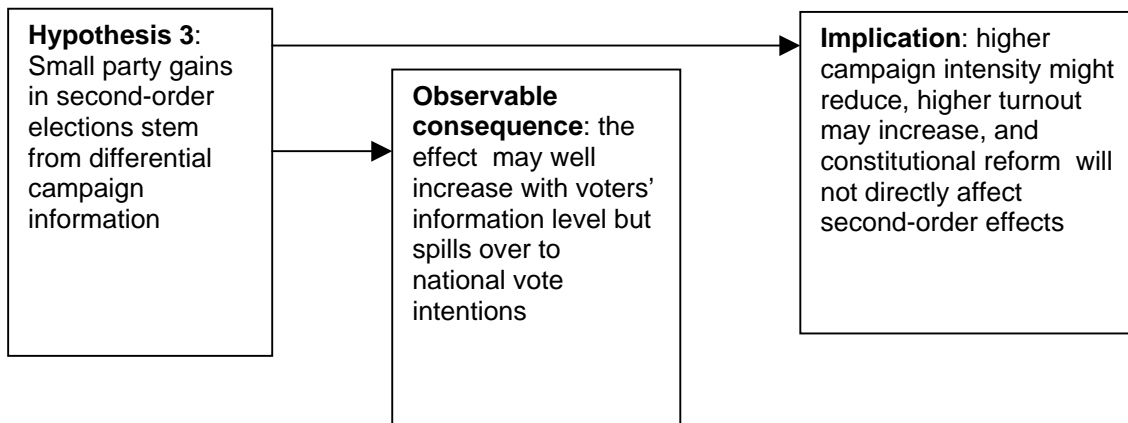 Hypothesis 3:
Small party gains
in second-order
elections stem
from differential
campaign
information
Observable
consequence: the
effect may well
increase with voters’
information level but
spills over to
national vote
intentions
Implication: higher
campaign intensity might
reduce, higher turnout
may increase, and
constitutional reform will
not directly affect
second-order effects